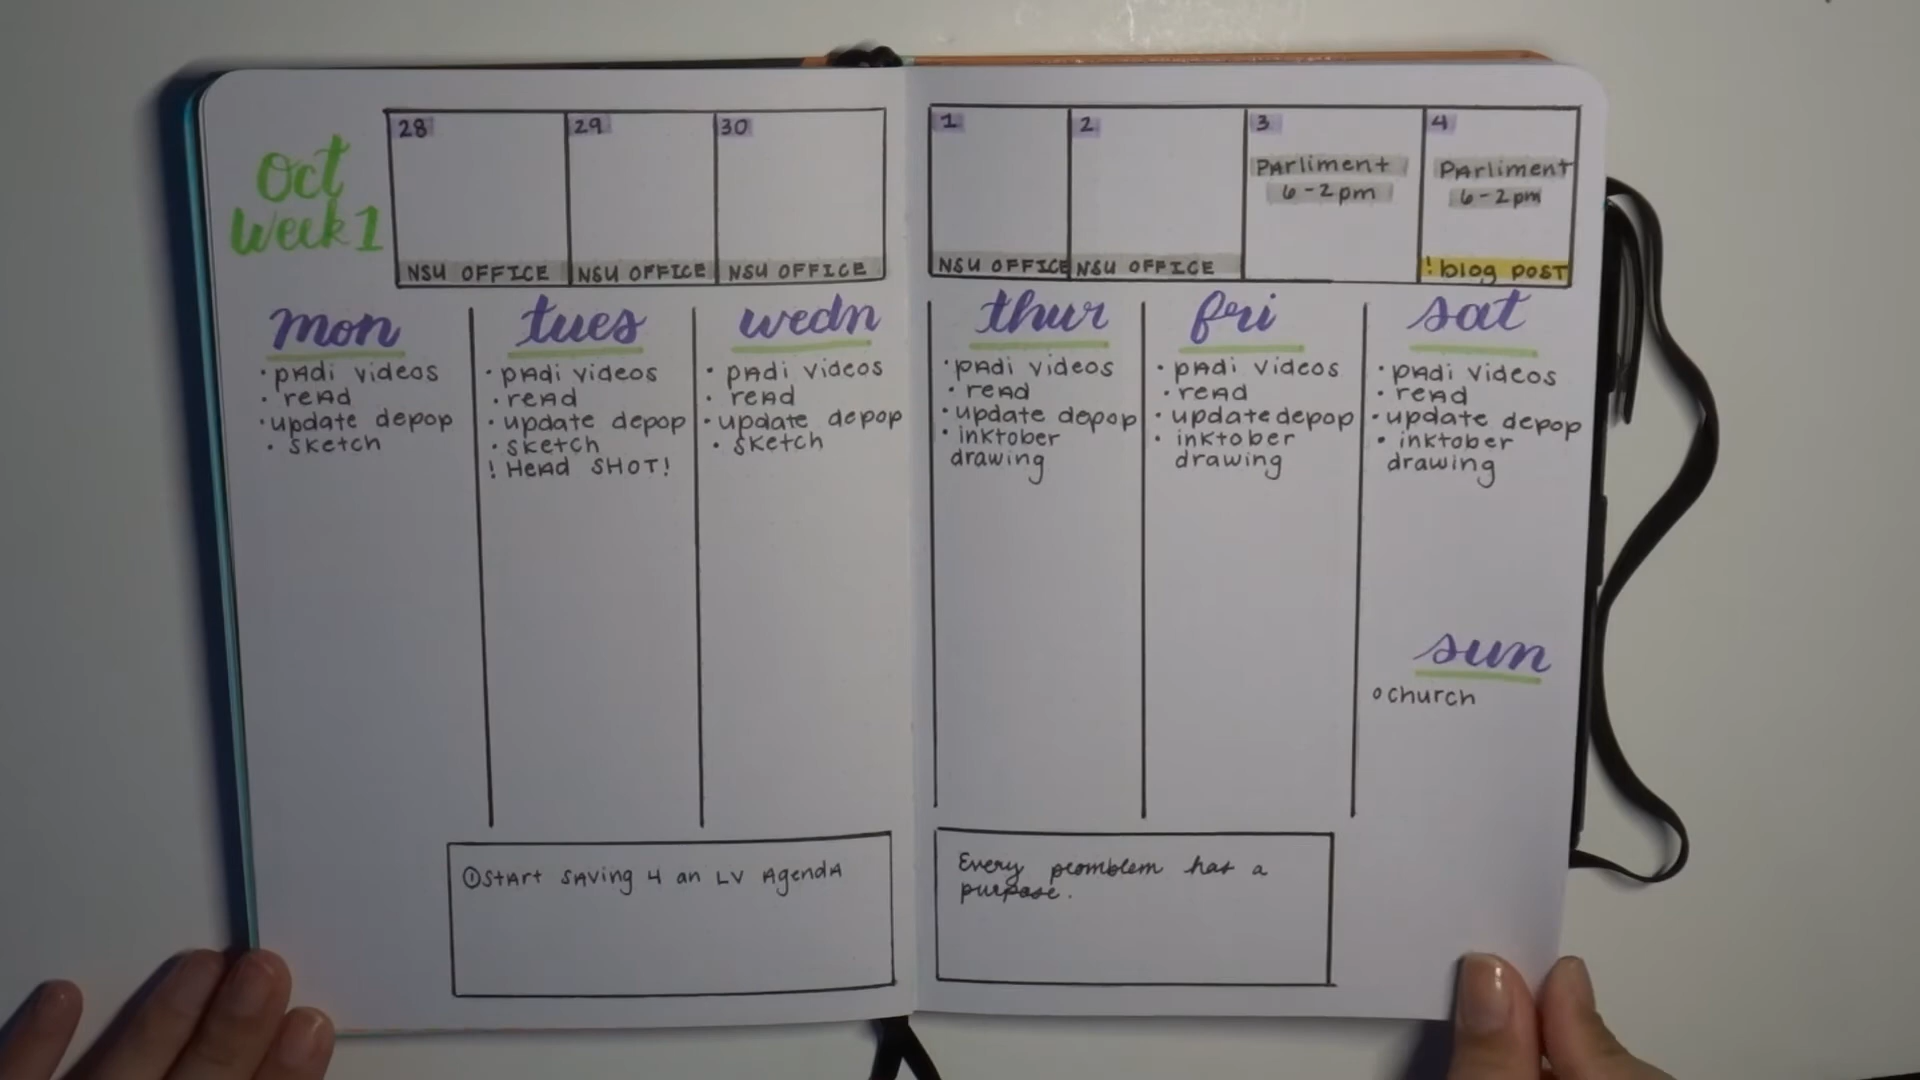 Oct
Week 1
28
29
30
NSU OFFICE
NSU OFFICE
NSU OFFICE
1
2
3
4
Parliment
6-2pm
Parliment
6-2pm
NSU OFFICE
NSU OFFICE
! blog post
mon
• padi videos
• read
• update depop
• sketch
tues
• padi videos
• read
• update depop
• sketch
! HEAD SHOT!
wedn
• padi videos
• read
• update depop
• sketch
thur
• padi videos
• read
• update depop
• inktober
drawing
fri
• padi videos
• read
• update depop
• inktober
drawing
sat
• padi videos
• read
• update depop
• inktober
drawing
sun
o church
① Start saving 4 an LV Agenda
Every promblem has a
purpose.